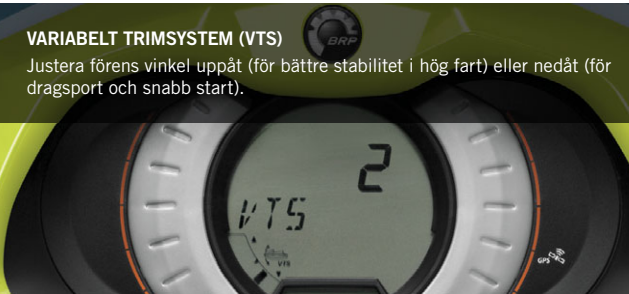 VARIABELT TRIMSYSTEM (VTS)
BRP
Justera förens vinkel uppåt (för bättre stabilitet i hög fart) eller nedåt (för
dragsport och snabb start).
2
VTS
VTS
GPS